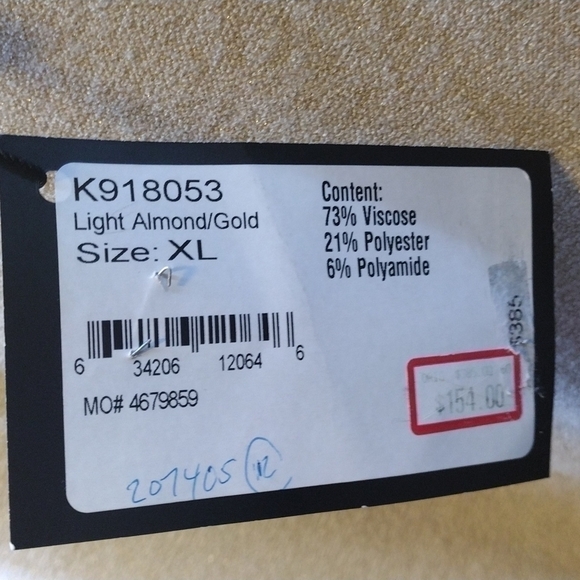 K918053
Light Almond/Gold
Size: XL
Content:
73% Viscose
21% Polyester
6% Polyamide
6 34206 12064 6
MO# 4679859
$385
$154.00
207405